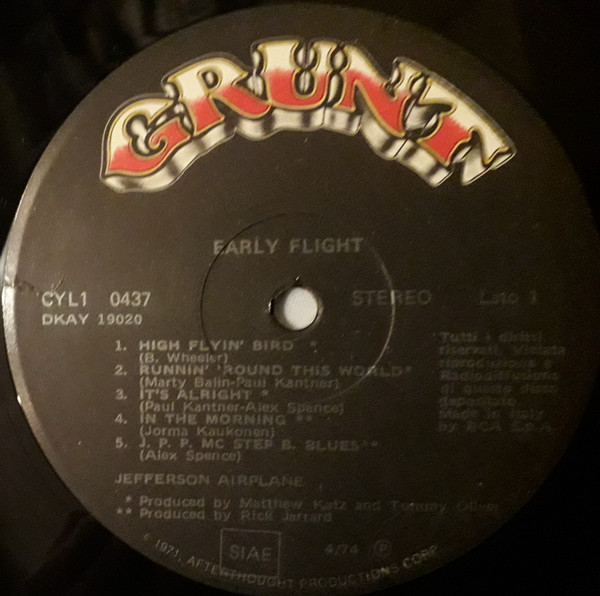 GRUNT
EARLY FLIGHT
CYL1 0437
DKAY 19020
STEREO
Lato 1
1. HIGH FLYIN' BIRD *
(B. Wheeler)
2. RUNNIN' 'ROUND THIS WORLD*
(Marty Balin-Paul Kantner)
3. IT'S ALRIGHT *
(Paul Kantner-Alex Spence)
4. IN THE MORNING **
(Jorma Kaukonen)
5. J. P. P. MC STEP B. BLUES**
(Alex Spence)
Tutti i diritti
riservati. Vietata
riproduzione e
Radiodiffusione
disco
depositato.
Made in Italy
by RCA S.p.A.
JEFFERSON AIRPLANE
* Produced by Matthew Katz and Tommy Oliver
** Produced by Rick Jarrard
SIAE
4/74 ℗
© 1971, AFTERTHOUGHT PRODUCTIONS CORP.